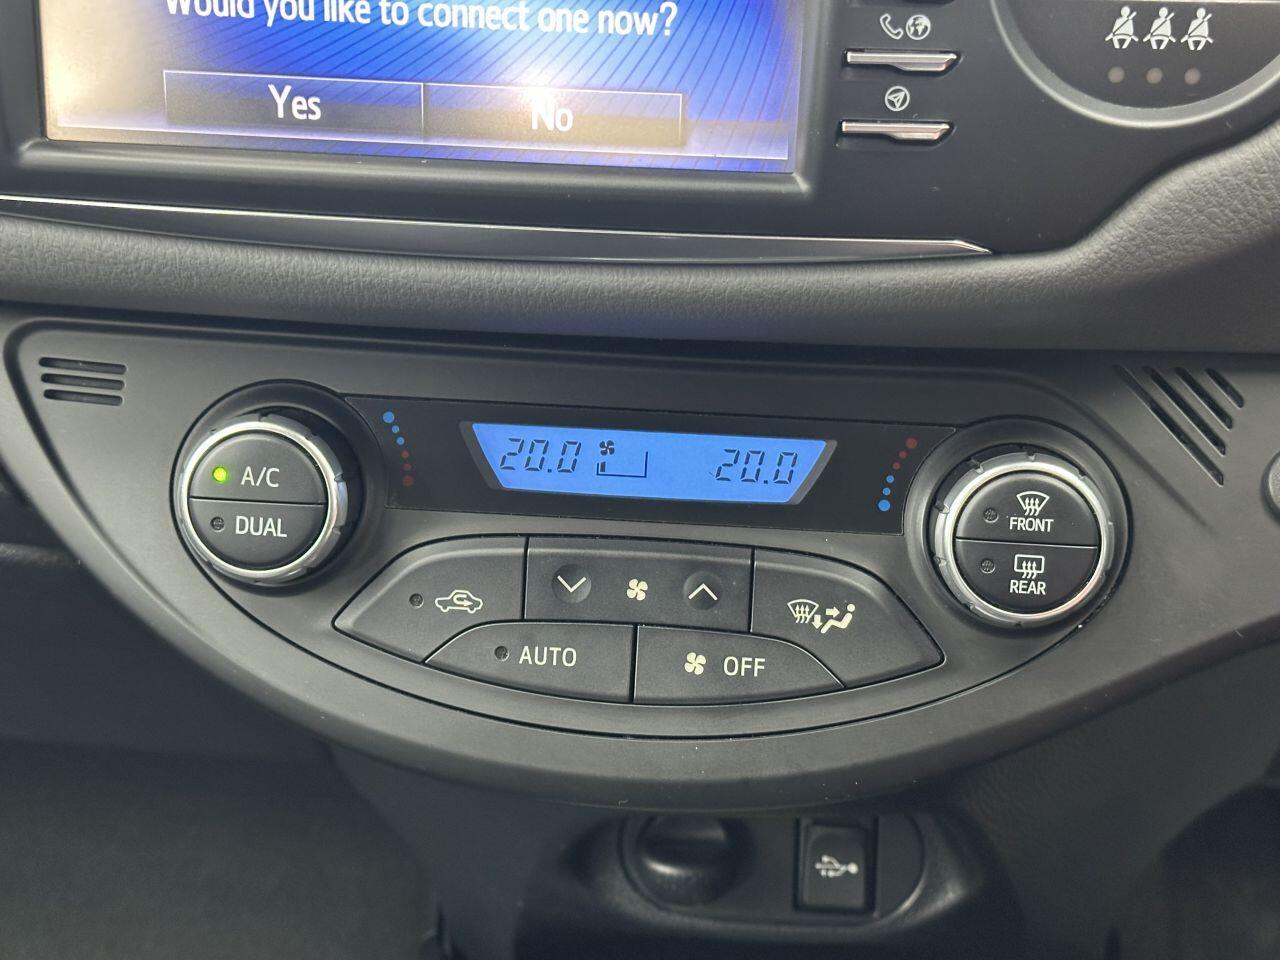 Would you like to connect one now?
Yes
No
20.0
20.0
A/C
DUAL
FRONT
REAR
AUTO
OFF